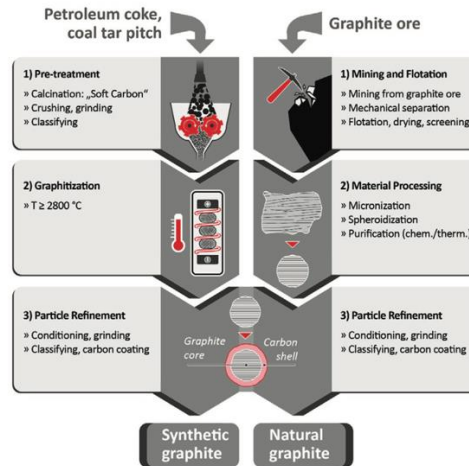 Petroleum coke,
coal tar pitch
Graphite ore
1) Pre-treatment
» Calcination: „Soft Carbon“
» Crushing, grinding
» Classifying
1) Mining and Flotation
» Mining from graphite ore
» Mechanical separation
» Flotation, drying, screening
2) Graphitization
» T ≥ 2800 °C
2) Material Processing
» Micronization
» Spheroidization
» Purification (chem./therm.)
3) Particle Refinement
» Conditioning, grinding
» Classifying, carbon coating
Graphite
core
Carbon
shell
3) Particle Refinement
» Conditioning, grinding
» Classifying, carbon coating
Synthetic
graphite
Natural
graphite